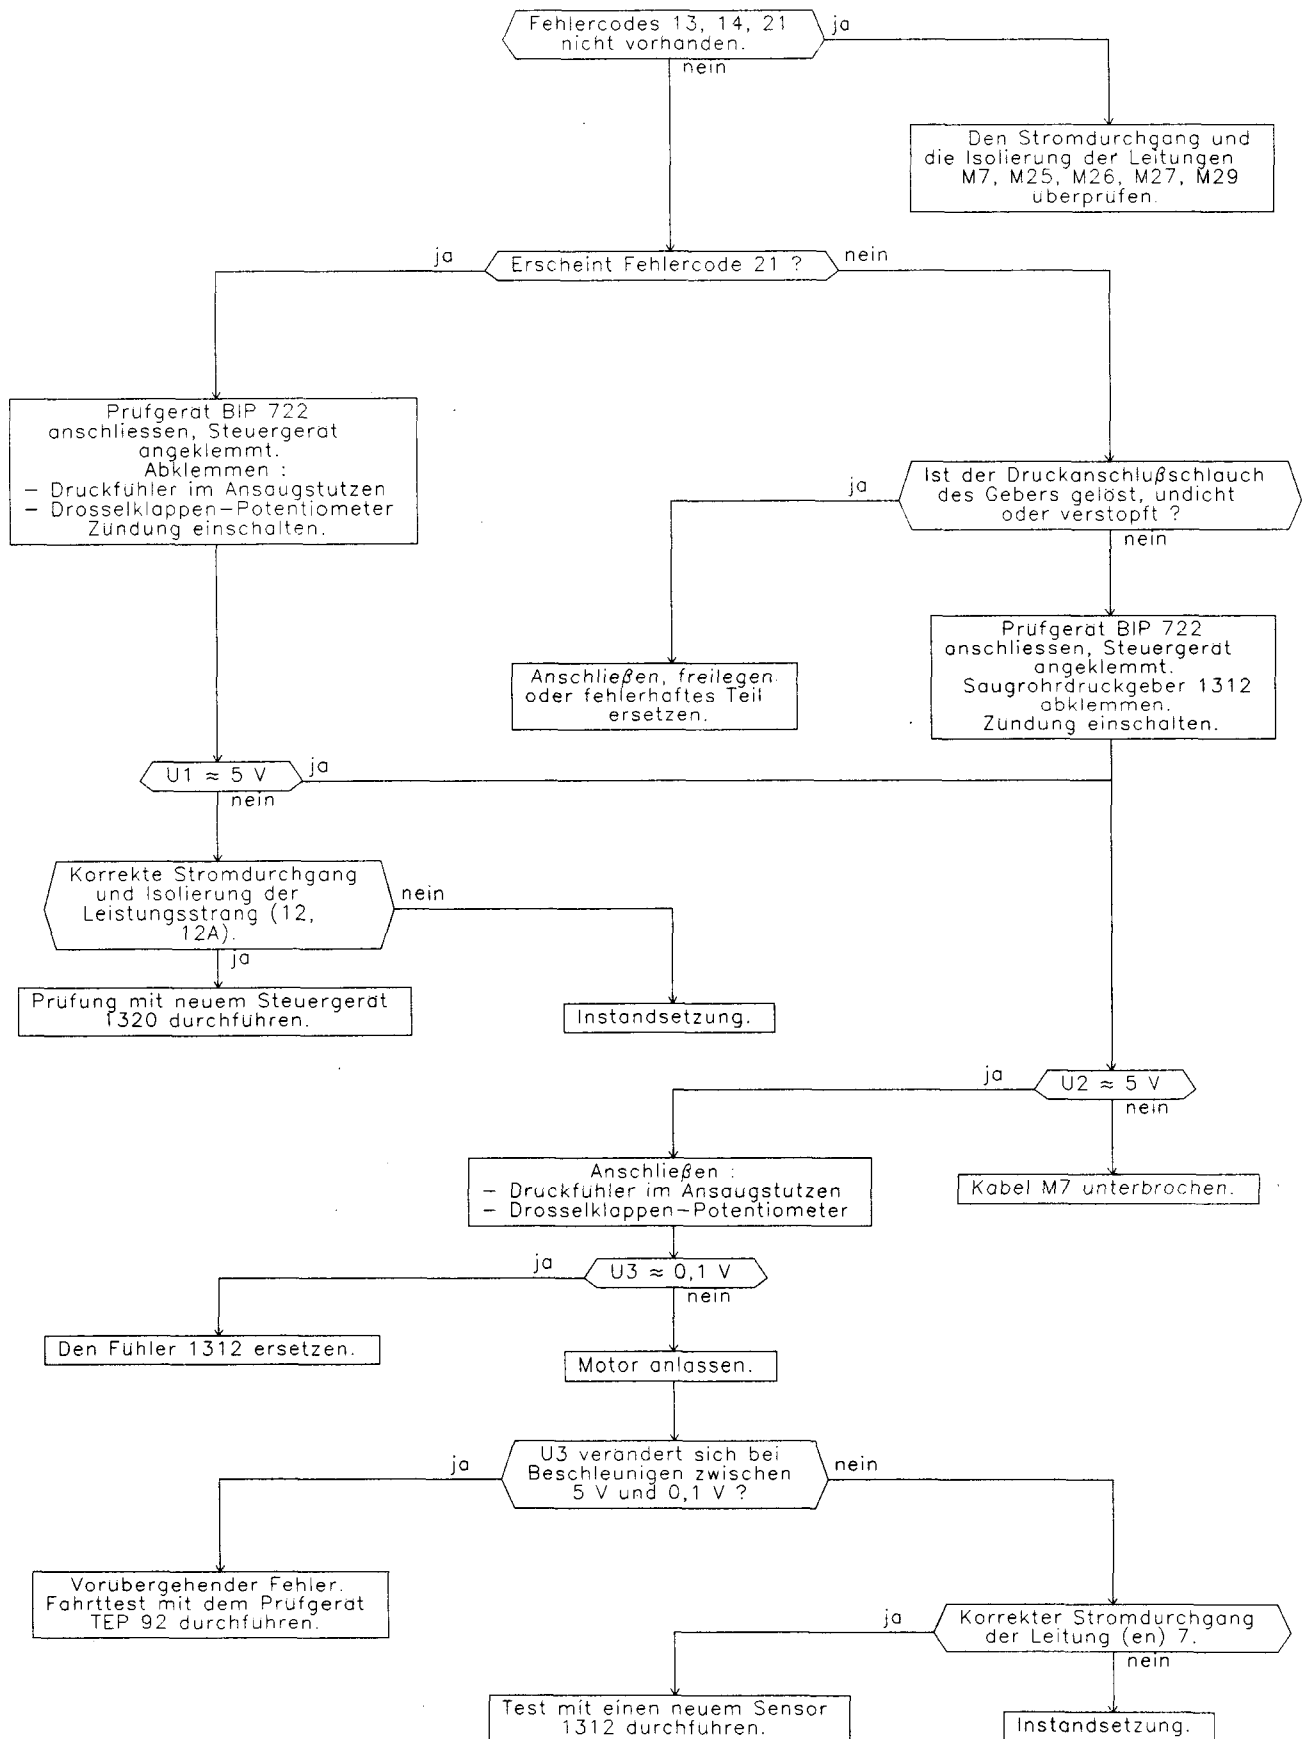 Fehlercodes 13, 14, 21
nicht vorhanden.
ja
nein
Den Stromdurchgang und
die Isolierung der Leitungen
M7, M25, M26, M27, M29
überprüfen.
ja
Erscheint Fehlercode 21 ?
nein
Prüfgerät BIP 722
anschliessen, Steuergerät
angeklemmt.
Abklemmen :
– Druckfühler im Ansaugstutzen
– Drosselklappen–Potentiometer
Zündung einschalten.
ja
Ist der Druckanschlußschlauch
des Gebers gelöst, undicht
oder verstopft ?
nein
Anschließen, freilegen
oder fehlerhaftes Teil
ersetzen.
Prüfgerät BIP 722
anschliessen, Steuergerät
angeklemmt.
Saugrohrdruckgeber 1312
abklemmen.
Zündung einschalten.
U1 ≈ 5 V
ja
nein
Korrekte Stromdurchgang
und Isolierung der
Leistungsstrang (12,
12A).
nein
ja
Prüfung mit neuem Steuergerät
1320 durchführen.
Instandsetzung.
ja
U2 ≈ 5 V
nein
Anschließen :
– Druckfühler im Ansaugstutzen
– Drosselklappen–Potentiometer
Kabel M7 unterbrochen.
ja
U3 ≈ 0,1 V
nein
Den Fühler 1312 ersetzen.
Motor anlassen.
ja
U3 verändert sich bei
Beschleunigen zwischen
5 V und 0,1 V ?
nein
Vorübergehender Fehler.
Fahrttest mit dem Prüfgerät
TEP 92 durchführen.
ja
Korrekter Stromdurchgang
der Leitung (en) 7.
nein
Test mit einen neuem Sensor
1312 durchführen.
Instandsetzung.